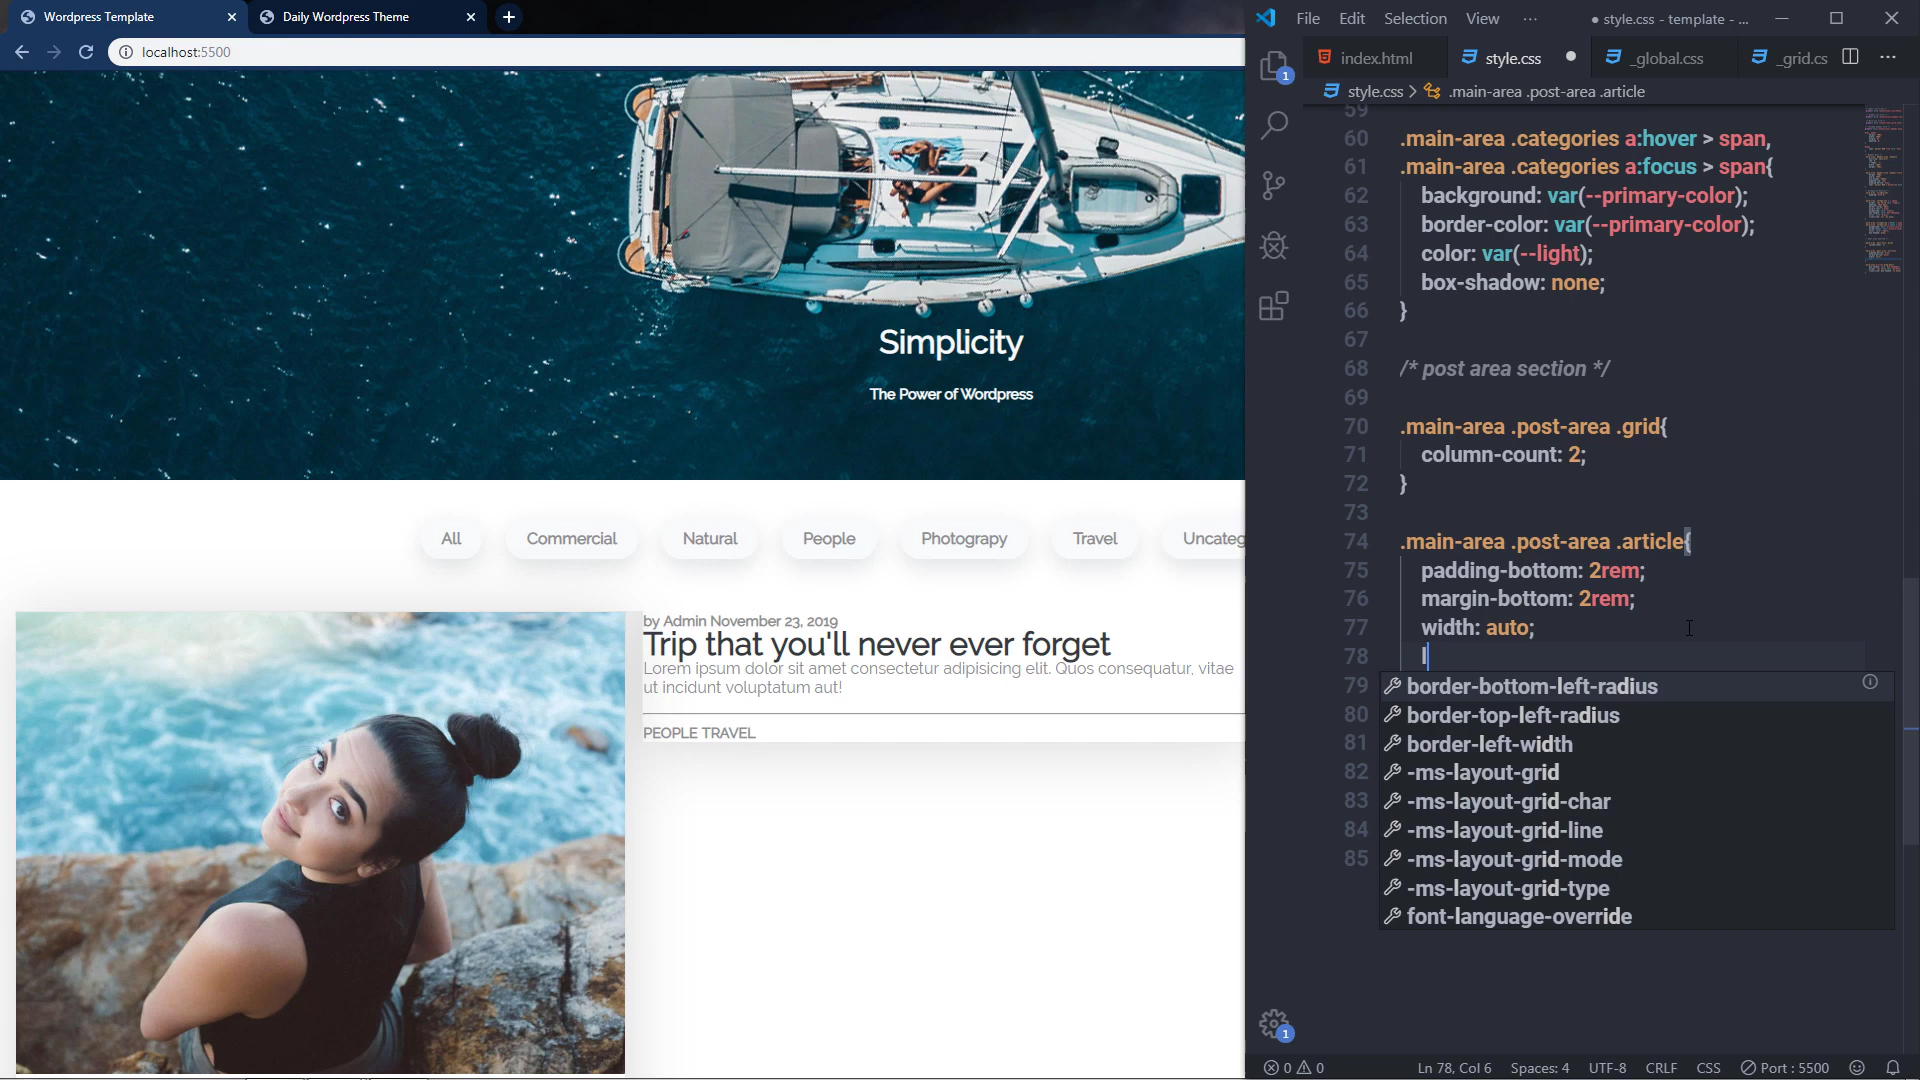 Wordpress Template
Daily Wordpress Theme
localhost:5500
Simplicity
The Power of Wordpress
All
Commercial
Natural
People
Photograpy
Travel
Uncateg
by Admin November 23, 2019
Trip that you'll never ever forget
Lorem ipsum dolor sit amet consectetur adipisicing elit. Quos consequatur, vitae
ut incidunt voluptatum aut!
PEOPLE TRAVEL
File Edit Selection View ···
● style.css - template - ...
index.html
style.css
_global.css
_grid.cs
style.css > .main-area .post-area .article
59
60 .main-area .categories a:hover > span,
61 .main-area .categories a:focus > span{
62 background: var(--primary-color);
63 border-color: var(--primary-color);
64 color: var(--light);
65 box-shadow: none;
66 }
67
68 /* post area section */
69
70 .main-area .post-area .grid{
71 column-count: 2;
72 }
73
74 .main-area .post-area .article{
75 padding-bottom: 2rem;
76 margin-bottom: 2rem;
77 width: auto;
78 l
79 border-bottom-left-radius
80 border-top-left-radius
81 border-left-width
82 -ms-layout-grid
83 -ms-layout-grid-char
84 -ms-layout-grid-line
85 -ms-layout-grid-mode
-ms-layout-grid-type
font-language-override
1
1
0 0
Ln 78, Col 6
Spaces: 4
UTF-8
CRLF
CSS
Port : 5500